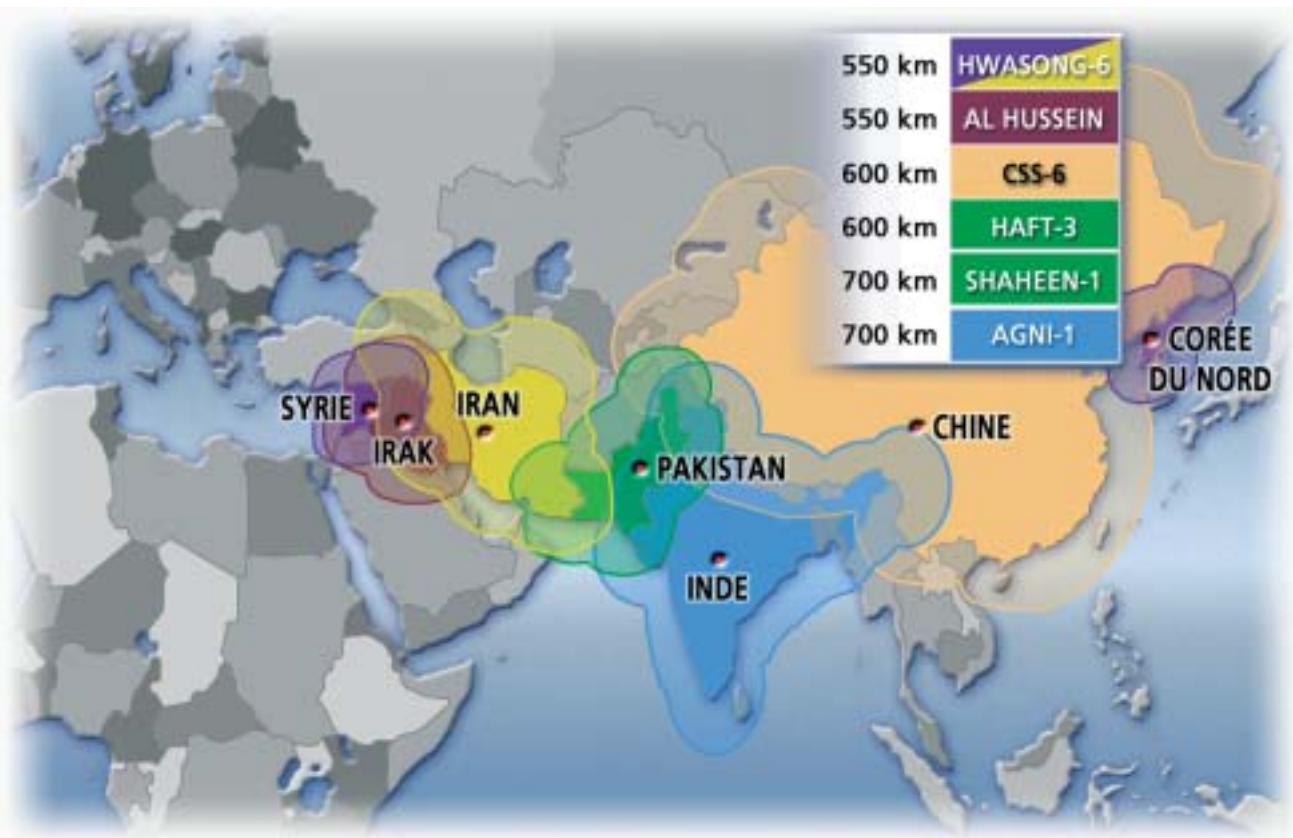 550 km HWASONG-6
550 km AL HUSSEIN
600 km CSS-6
600 km HAFT-3
700 km SHAHEEN-1
700 km AGNI-1
CORÉE
DU NORD
SYRIE
IRAN
IRAK
CHINE
PAKISTAN
INDE